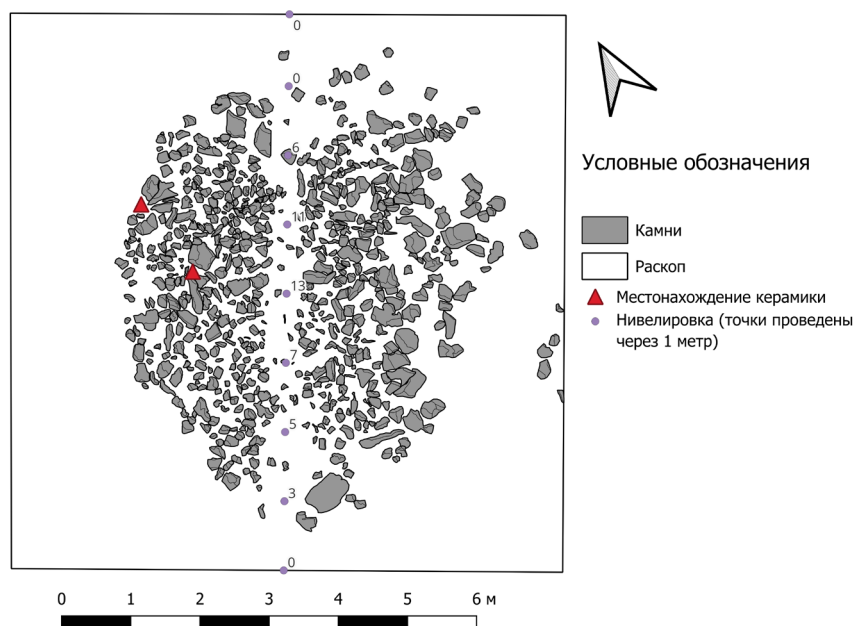 0
0
6
11
13
7
5
3
0
Условные обозначения
Камни
Раскоп
Местонахождение керамики
Нивелировка (точки проведены
через 1 метр)
0 1 2 3 4 5 6 м